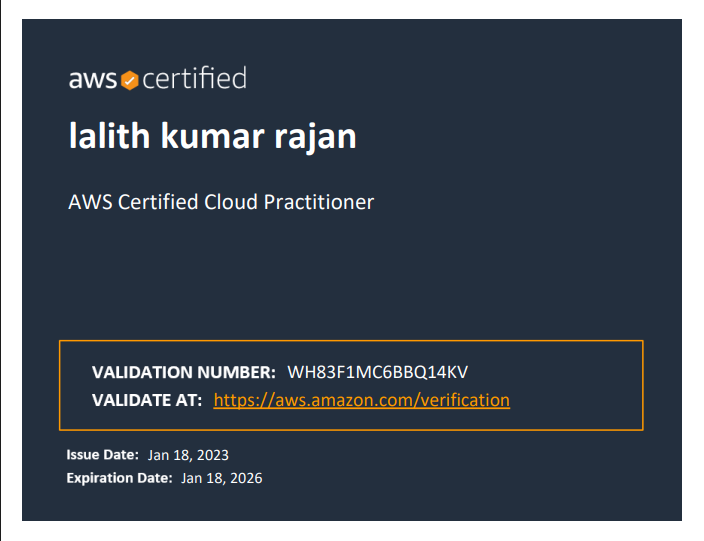 aws certified
lalith kumar rajan
AWS Certified Cloud Practitioner
VALIDATION NUMBER: WH83F1MC6BBQ14KV
VALIDATE AT: https://aws.amazon.com/verification
Issue Date: Jan 18, 2023
Expiration Date: Jan 18, 2026